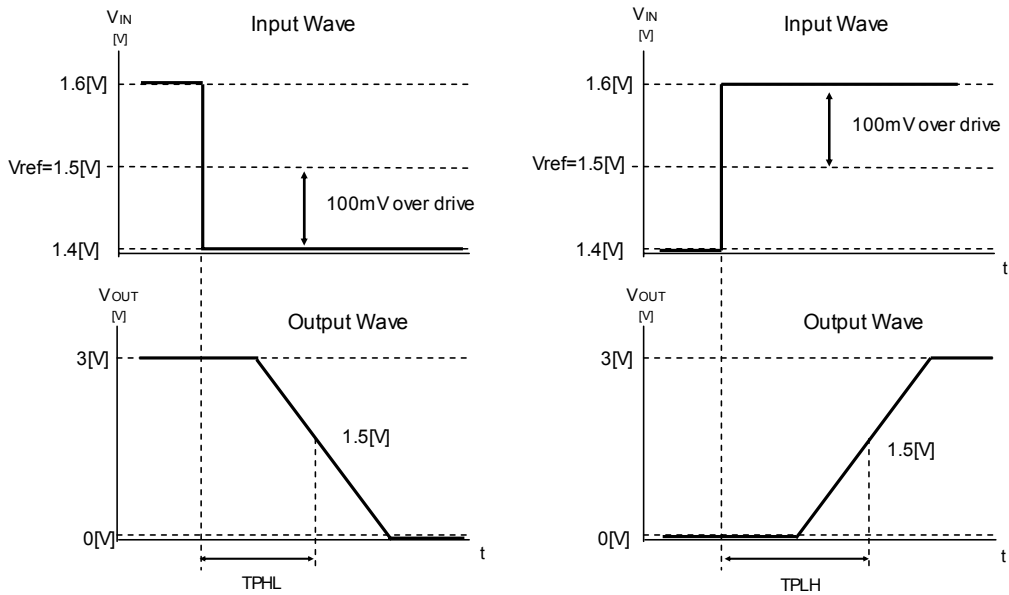 VIN
[V]
Input Wave
1.6[V]
Vref=1.5[V]
100mV over drive
1.4[V]
VOUT
[V]
Output Wave
3[V]
1.5[V]
0[V]
t
TPHL
VIN
[V]
Input Wave
1.6[V]
100mV over drive
Vref=1.5[V]
1.4[V]
t
VOUT
[V]
Output Wave
3[V]
1.5[V]
0[V]
t
TPLH